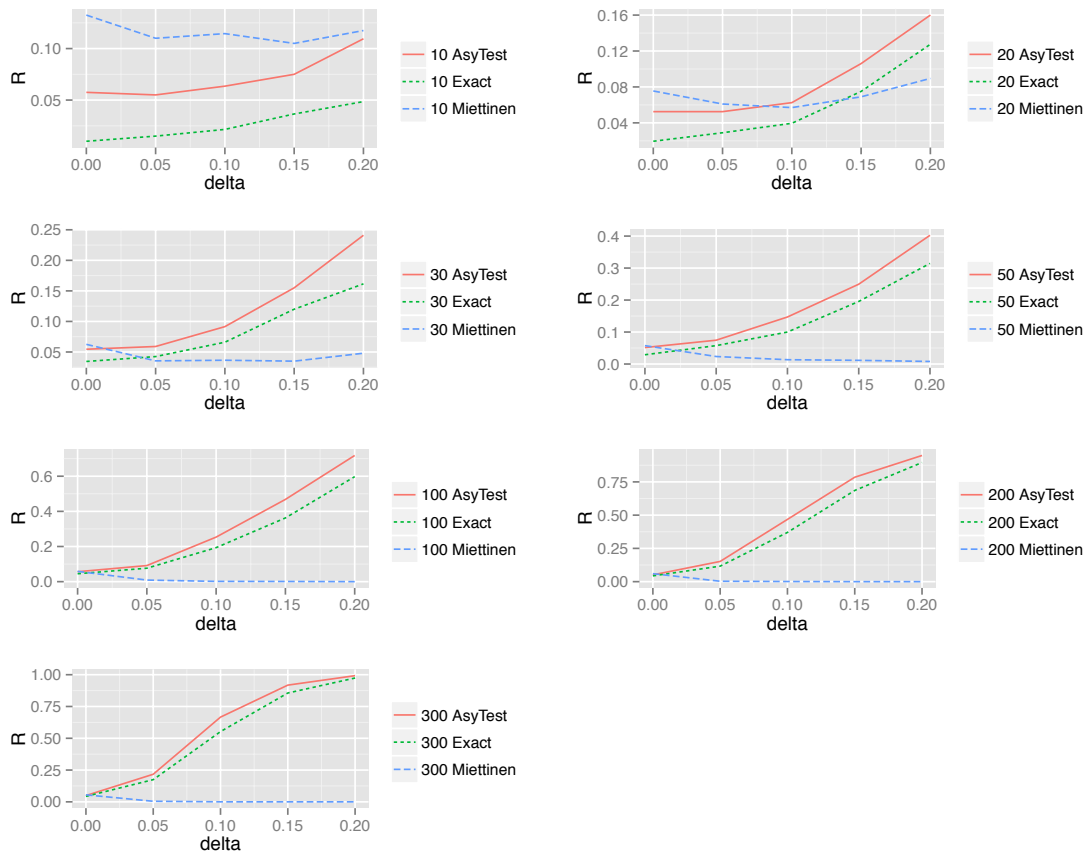 R
0.10
0.05
0.00 0.05 0.10 0.15 0.20
delta
10 AsyTest
10 Exact
10 Miettinen
R
0.16
0.12
0.08
0.04
0.00 0.05 0.10 0.15 0.20
delta
20 AsyTest
20 Exact
20 Miettinen
R
0.25
0.20
0.15
0.10
0.05
0.00 0.05 0.10 0.15 0.20
delta
30 AsyTest
30 Exact
30 Miettinen
R
0.4
0.3
0.2
0.1
0.0
0.00 0.05 0.10 0.15 0.20
delta
50 AsyTest
50 Exact
50 Miettinen
R
0.6
0.4
0.2
0.0
0.00 0.05 0.10 0.15 0.20
delta
100 AsyTest
100 Exact
100 Miettinen
R
0.75
0.50
0.25
0.00
0.00 0.05 0.10 0.15 0.20
delta
200 AsyTest
200 Exact
200 Miettinen
R
1.00
0.75
0.50
0.25
0.00
0.00 0.05 0.10 0.15 0.20
delta
300 AsyTest
300 Exact
300 Miettinen